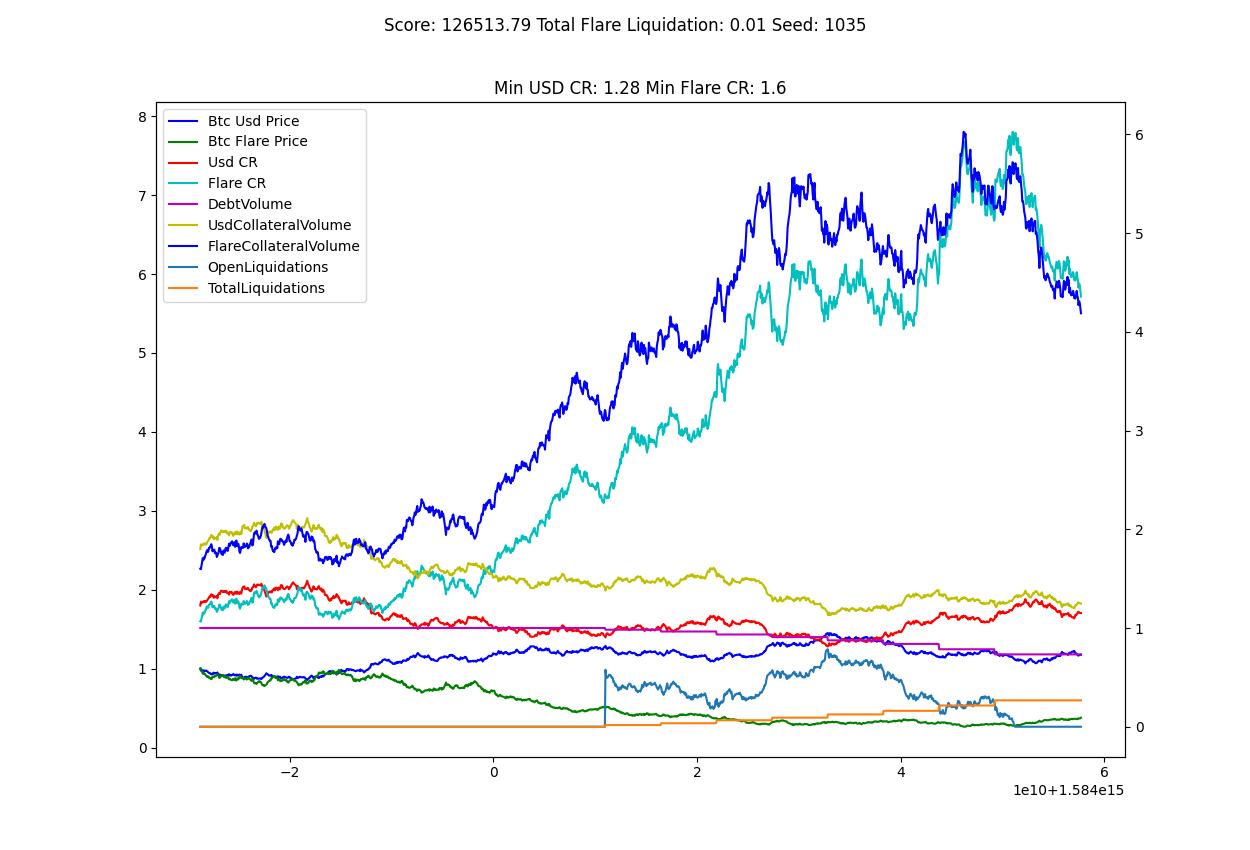 Score: 126513.79 Total Flare Liquidation: 0.01 Seed: 1035
Min USD CR: 1.28 Min Flare CR: 1.6
Btc Usd Price
Btc Flare Price
Usd CR
Flare CR
DebtVolume
UsdCollateralVolume
FlareCollateralVolume
OpenLiquidations
TotalLiquidations
8
7
6
5
4
3
2
1
0
6
5
4
3
2
1
0
−2
0
2
4
6
1e10+1.584e15